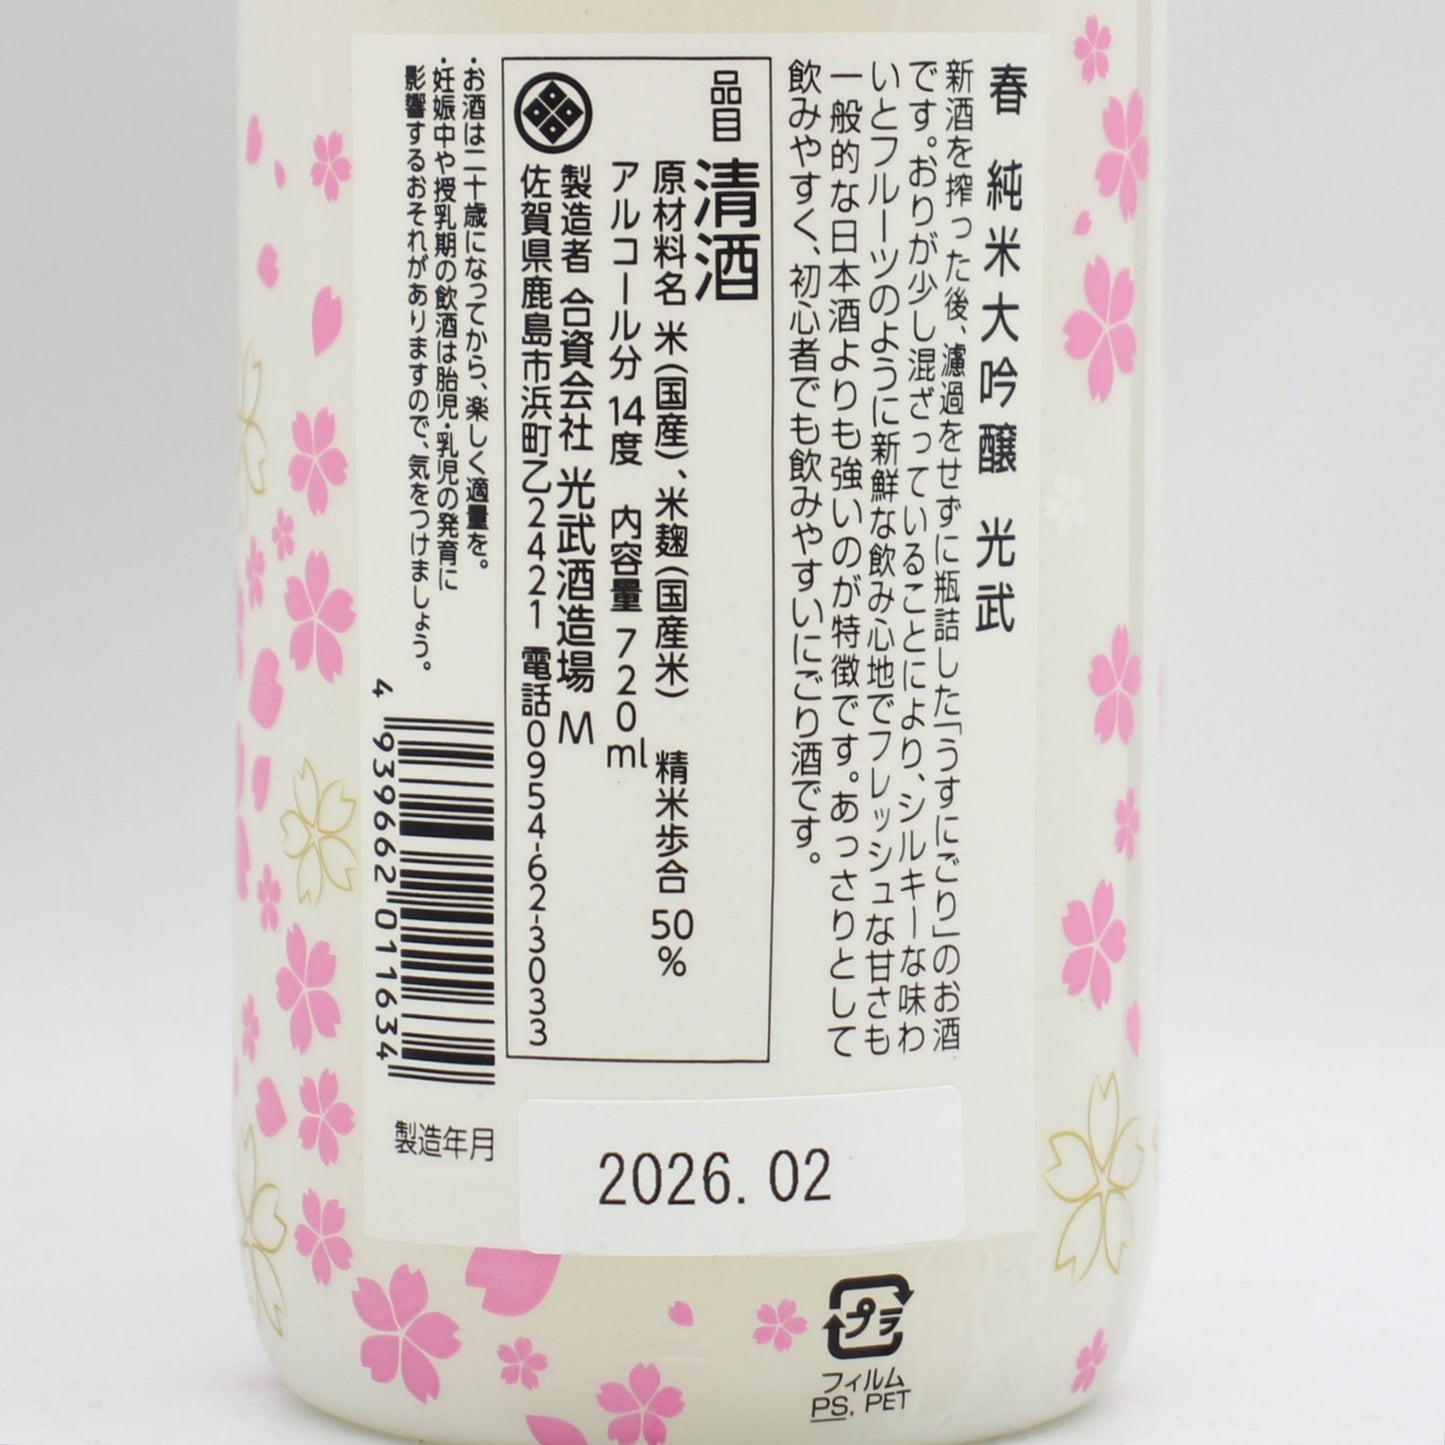 春 純米大吟醸 光武
新酒を搾った後、濾過をせずに瓶詰した「うすにごり」のお酒
です。おりが少し混ざっていることにより、シルキーな味わ
いとフルーツのように新鮮な飲み心地でフレッシュな甘さも
一般的な日本酒よりも強いのが特徴です。あっさりとして
飲みやすく、初心者でも飲みやすいにごり酒です。
品目 清酒
原材料名 米(国産)、米麹(国産米) 精米歩合 50%
アルコール分 14度 内容量 720ml
製造者 合資会社 光武酒造場 M
佐賀県鹿島市浜町乙2421 電話0954-62-3033
・お酒は二十歳になってから、楽しく適量を。
・妊娠中や授乳期の飲酒は胎児・乳児の発育に
影響するおそれがありますので、気をつけましょう。
4 939662 011634
製造年月 2026.02
プラ
フィルム
PS, PET